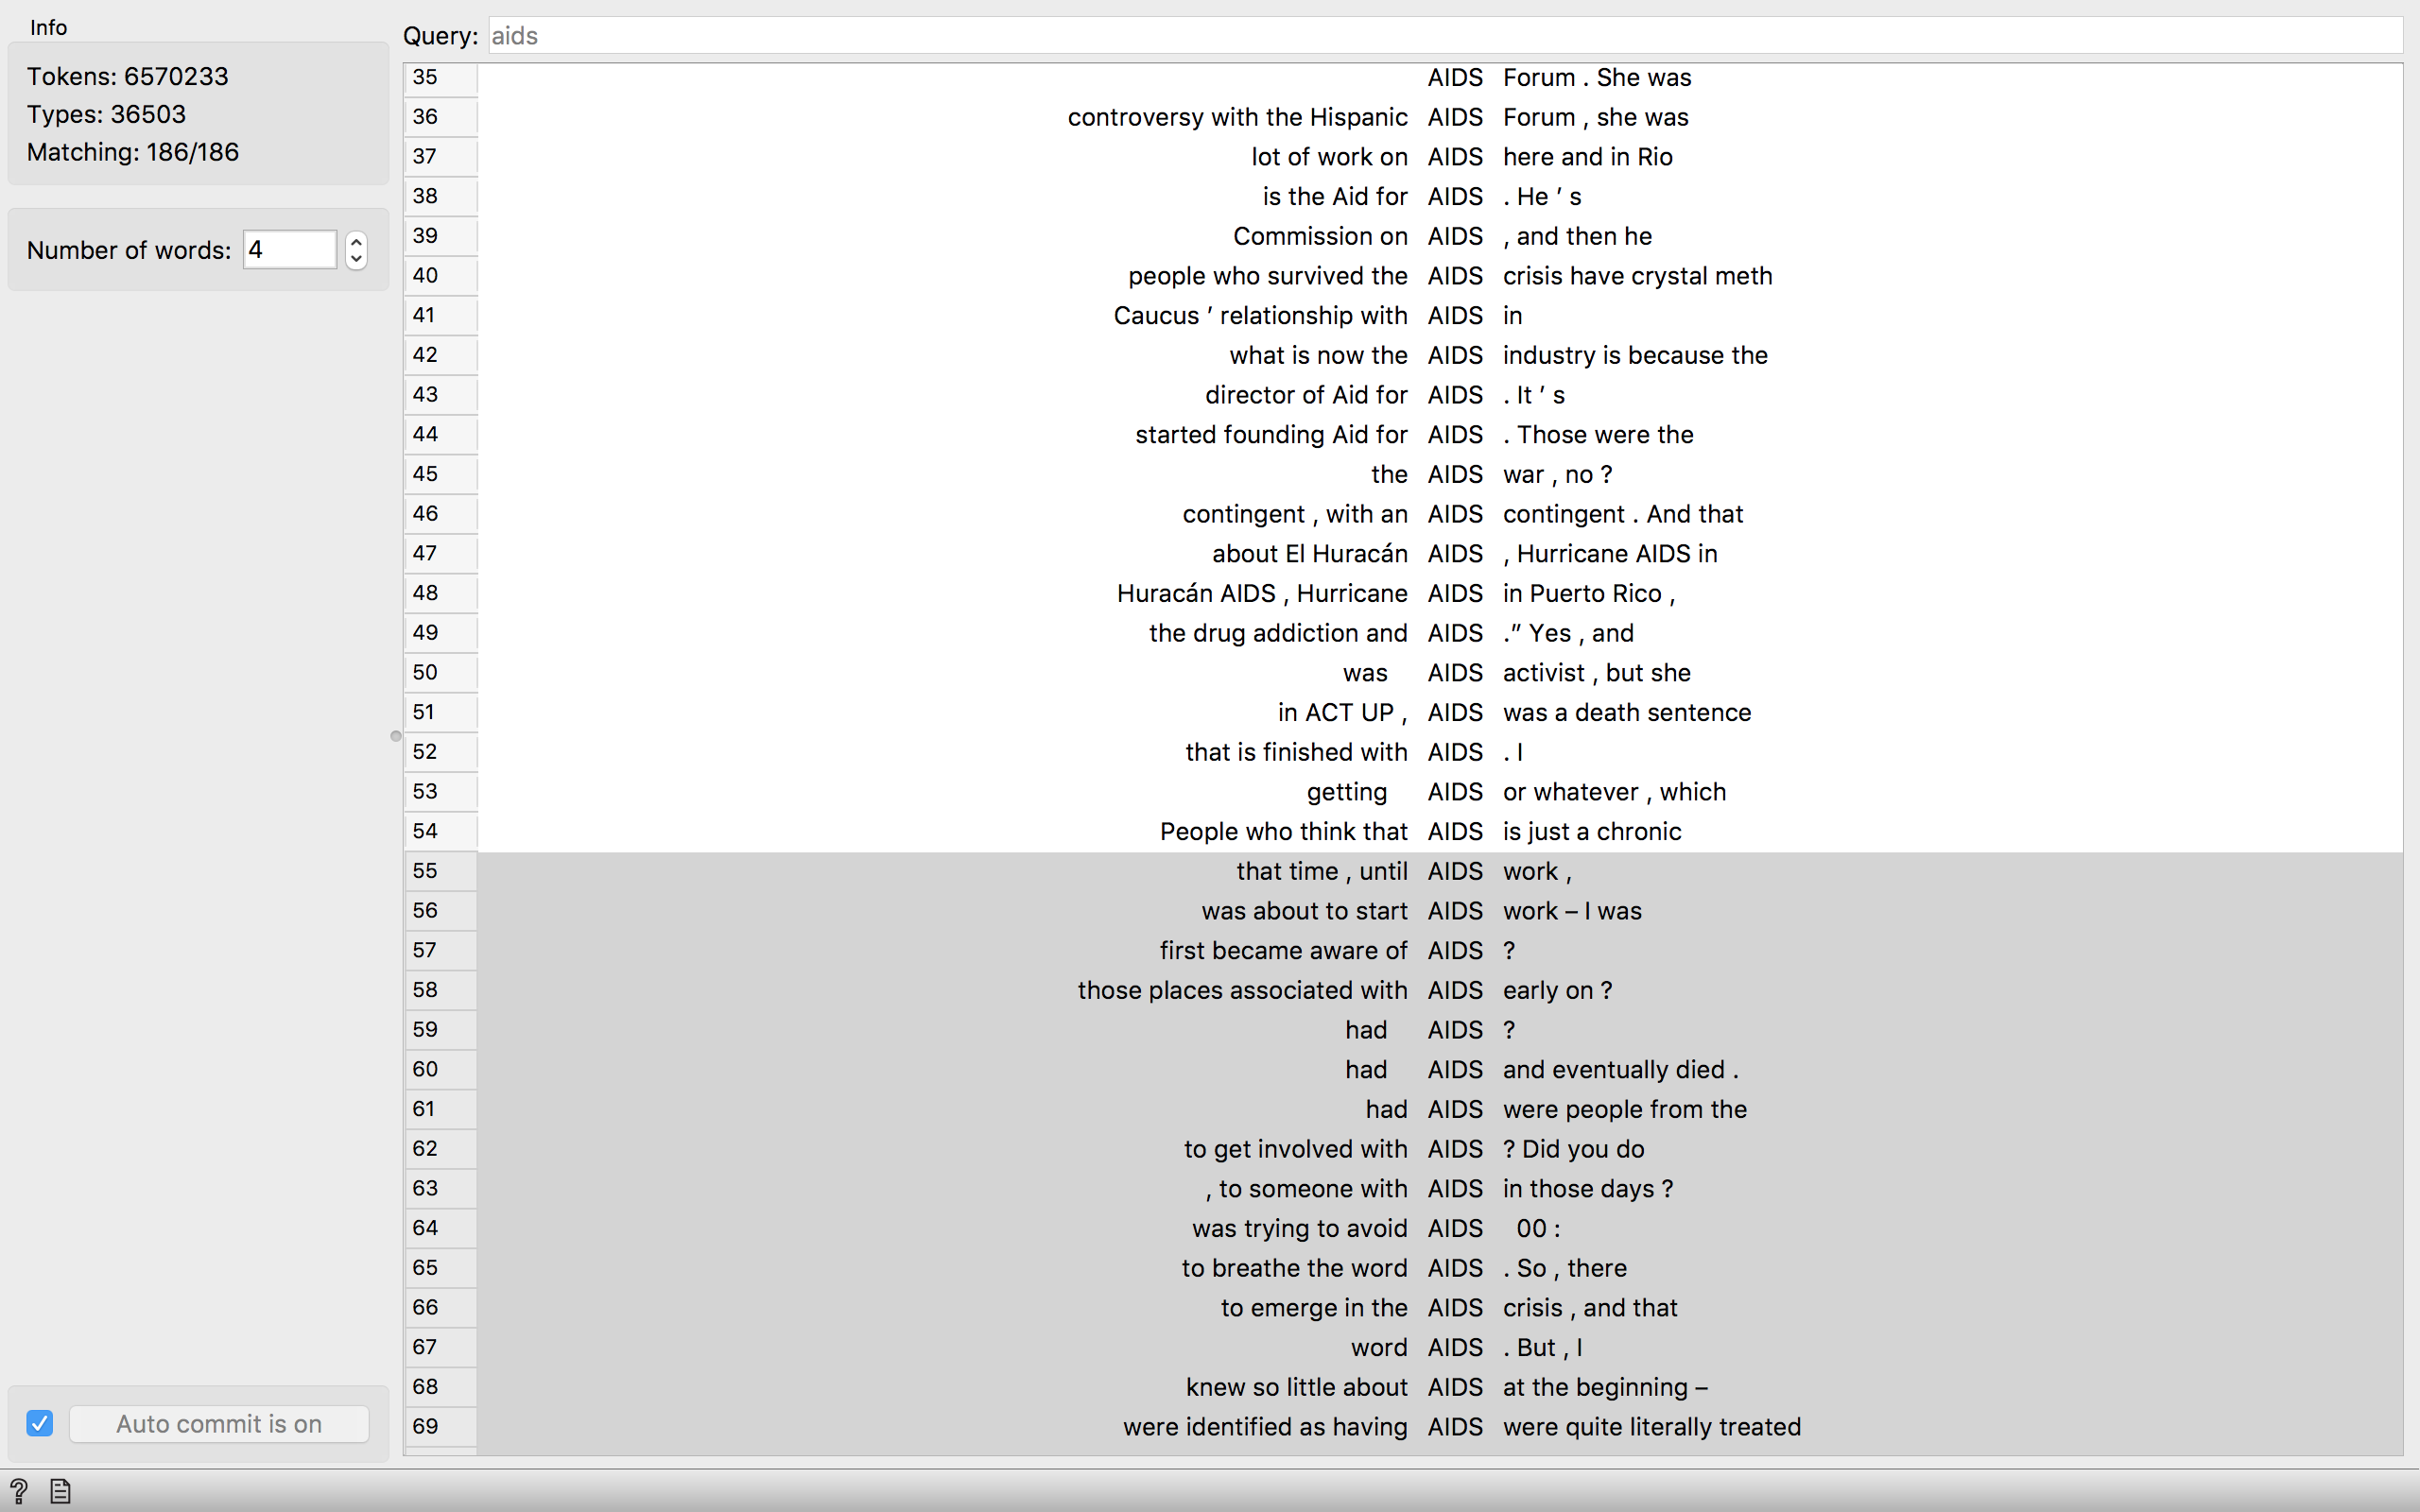 Info
Tokens: 6570233
Types: 36503
Matching: 186/186
Number of words: 4
Auto commit is on
Query: aids
35 AIDS Forum . She was
36 controversy with the Hispanic AIDS Forum , she was
37 lot of work on AIDS here and in Rio
38 is the Aid for AIDS . He ’ s
39 Commission on AIDS , and then he
40 people who survived the AIDS crisis have crystal meth
41 Caucus ’ relationship with AIDS in
42 what is now the AIDS industry is because the
43 director of Aid for AIDS . It ’ s
44 started founding Aid for AIDS . Those were the
45 the AIDS war , no ?
46 contingent , with an AIDS contingent . And that
47 about El Huracán AIDS , Hurricane AIDS in
48 Huracán AIDS , Hurricane AIDS in Puerto Rico ,
49 the drug addiction and AIDS .” Yes , and
50 was AIDS activist , but she
51 in ACT UP , AIDS was a death sentence
52 that is finished with AIDS . I
53 getting AIDS or whatever , which
54 People who think that AIDS is just a chronic
55 that time , until AIDS work ,
56 was about to start AIDS work – I was
57 first became aware of AIDS ?
58 those places associated with AIDS early on ?
59 had AIDS ?
60 had AIDS and eventually died .
61 had AIDS were people from the
62 to get involved with AIDS ? Did you do
63 , to someone with AIDS in those days ?
64 was trying to avoid AIDS 00 :
65 to breathe the word AIDS . So , there
66 to emerge in the AIDS crisis , and that
67 word AIDS . But , I
68 knew so little about AIDS at the beginning –
69 were identified as having AIDS were quite literally treated
?